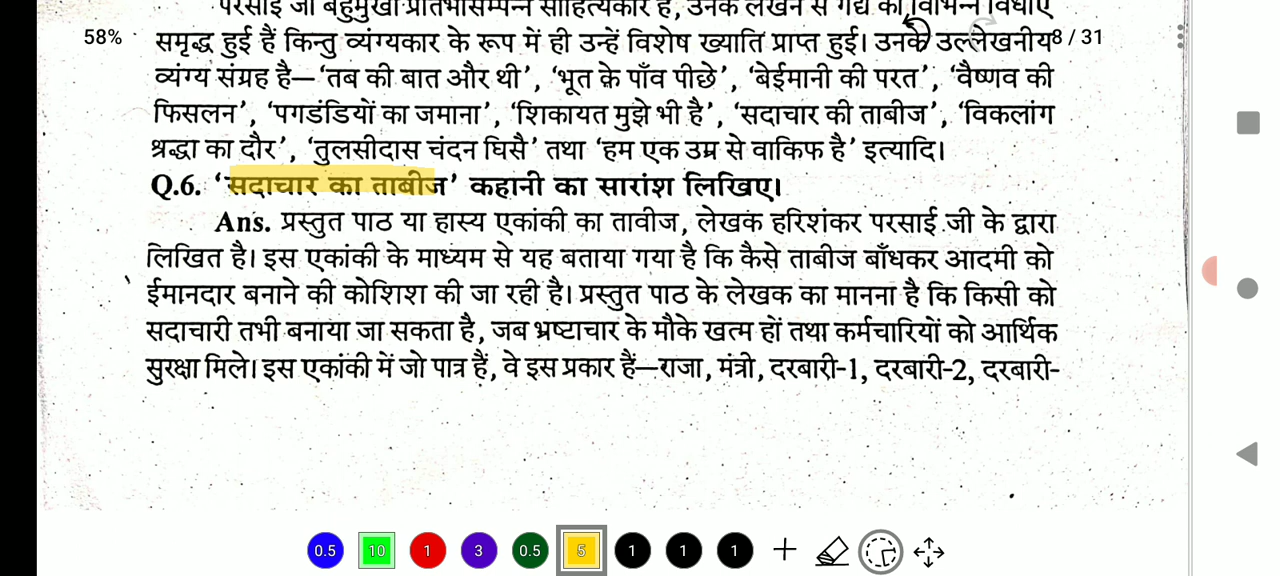 परसाई जी बहुमुखी प्रतिभासम्पन्न साहित्यकार हैं, उनके लेखन से गद्य की विभिन्न विधाएँ
58%
समृद्ध हुई हैं किन्तु व्यंग्यकार के रूप में ही उन्हें विशेष ख्याति प्राप्त हुई। उनके उल्लेखनीय
8 / 31
व्यंग्य संग्रह है—‘तब की बात और थी’, ‘भूत के पाँव पीछे’, ‘बेईमानी की परत’, ‘वैष्णव की
फिसलन’, ‘पगडंडियों का जमाना’, ‘शिकायत मुझे भी है’, ‘सदाचार की ताबीज’, ‘विकलांग
श्रद्धा का दौर’, ‘तुलसीदास चंदन घिसै’ तथा ‘हम एक उम्र से वाकिफ है’ इत्यादि।
Q.6. ‘सदाचार का ताबीज’ कहानी का सारांश लिखिए।
Ans. प्रस्तुत पाठ या हास्य एकांकी का तावीज, लेखक हरिशंकर परसाई जी के द्वारा
लिखित है। इस एकांकी के माध्यम से यह बताया गया है कि कैसे ताबीज बाँधकर आदमी को
ईमानदार बनाने की कोशिश की जा रही है। प्रस्तुत पाठ के लेखक का मानना है कि किसी को
सदाचारी तभी बनाया जा सकता है, जब भ्रष्टाचार के मौके खत्म हों तथा कर्मचारियों को आर्थिक
सुरक्षा मिले। इस एकांकी में जो पात्र हैं, वे इस प्रकार हैं—राजा, मंत्री, दरबारी-1, दरबारी-2, दरबारी-
0.5 10 1 3 0.5 5 1 1 1